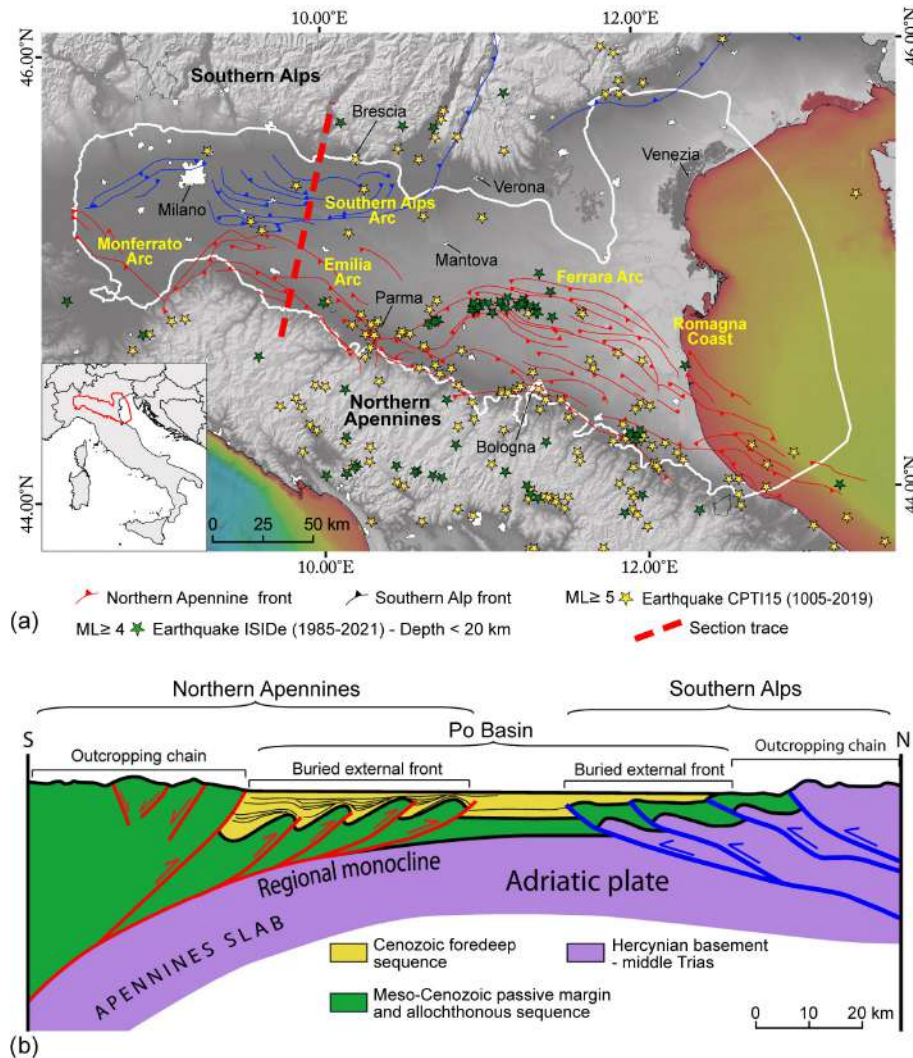 10.00°E
12.00°E
46.00°N
46.00°N
Southern Alps
Brescia
Venezia
Verona
Milano
Southern Alps
Arc
Monferrato
Arc
Emilia
Arc
Mantova
Ferrara Arc
Parma
Romagna
Coast
Northern
Apennines
Bologna
44.00°N
44.00°N
0 25 50 km
10.00°E
12.00°E
Northern Apennine front
Southern Alp front
ML≥ 5 Earthquake CPTI15 (1005-2019)
(a)
ML≥ 4 Earthquake ISIDe (1985-2021) - Depth < 20 km
Section trace
Northern Apennines
Southern Alps
Po Basin
S
N
Outcropping chain
Buried external front
Buried external front
Outcropping chain
Regional monocline
Adriatic plate
APENNINES SLAB
Cenozoic foredeep
sequence
Hercynian basement
- middle Trias
Meso-Cenozoic passive margin
and allochthonous sequence
0 10 20 km
(b)